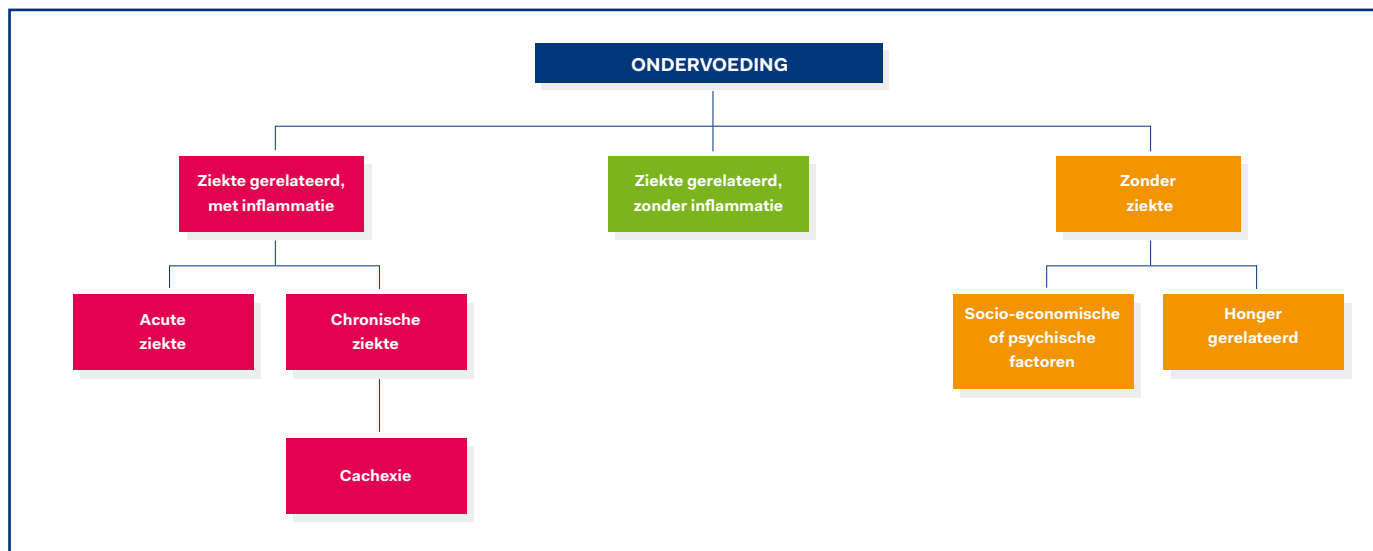 ONDERVOEDING
Ziekte gerelateerd,
met inflammatie
Ziekte gerelateerd,
zonder inflammatie
Zonder
ziekte
Acute
ziekte
Chronische
ziekte
Socio-economische
of psychische
factoren
Honger
gerelateerd
Cachexie